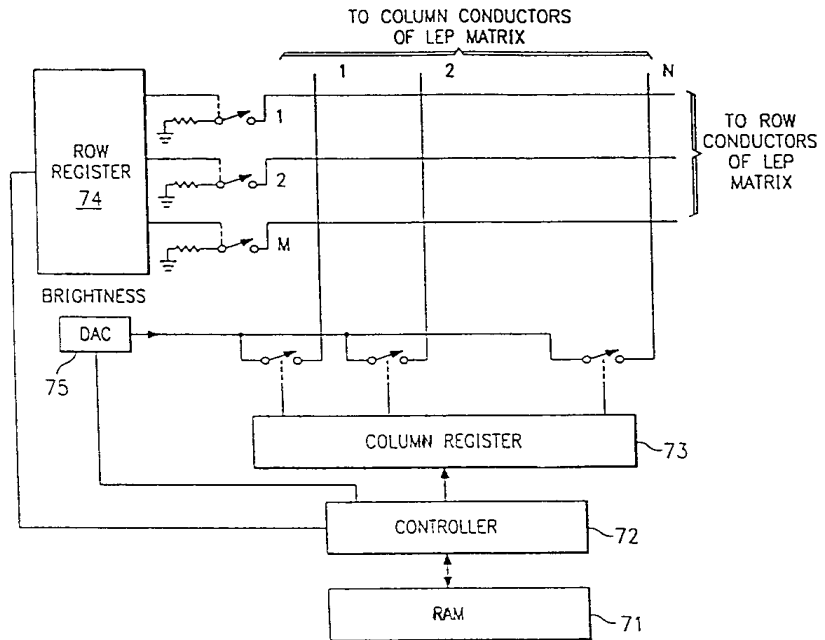 TO COLUMN CONDUCTORS
OF LEP MATRIX
1 2 N
ROW
REGISTER
74
1
2
M
TO ROW
CONDUCTORS
OF LEP
MATRIX
BRIGHTNESS
DAC
75
COLUMN REGISTER
73
CONTROLLER
72
RAM
71